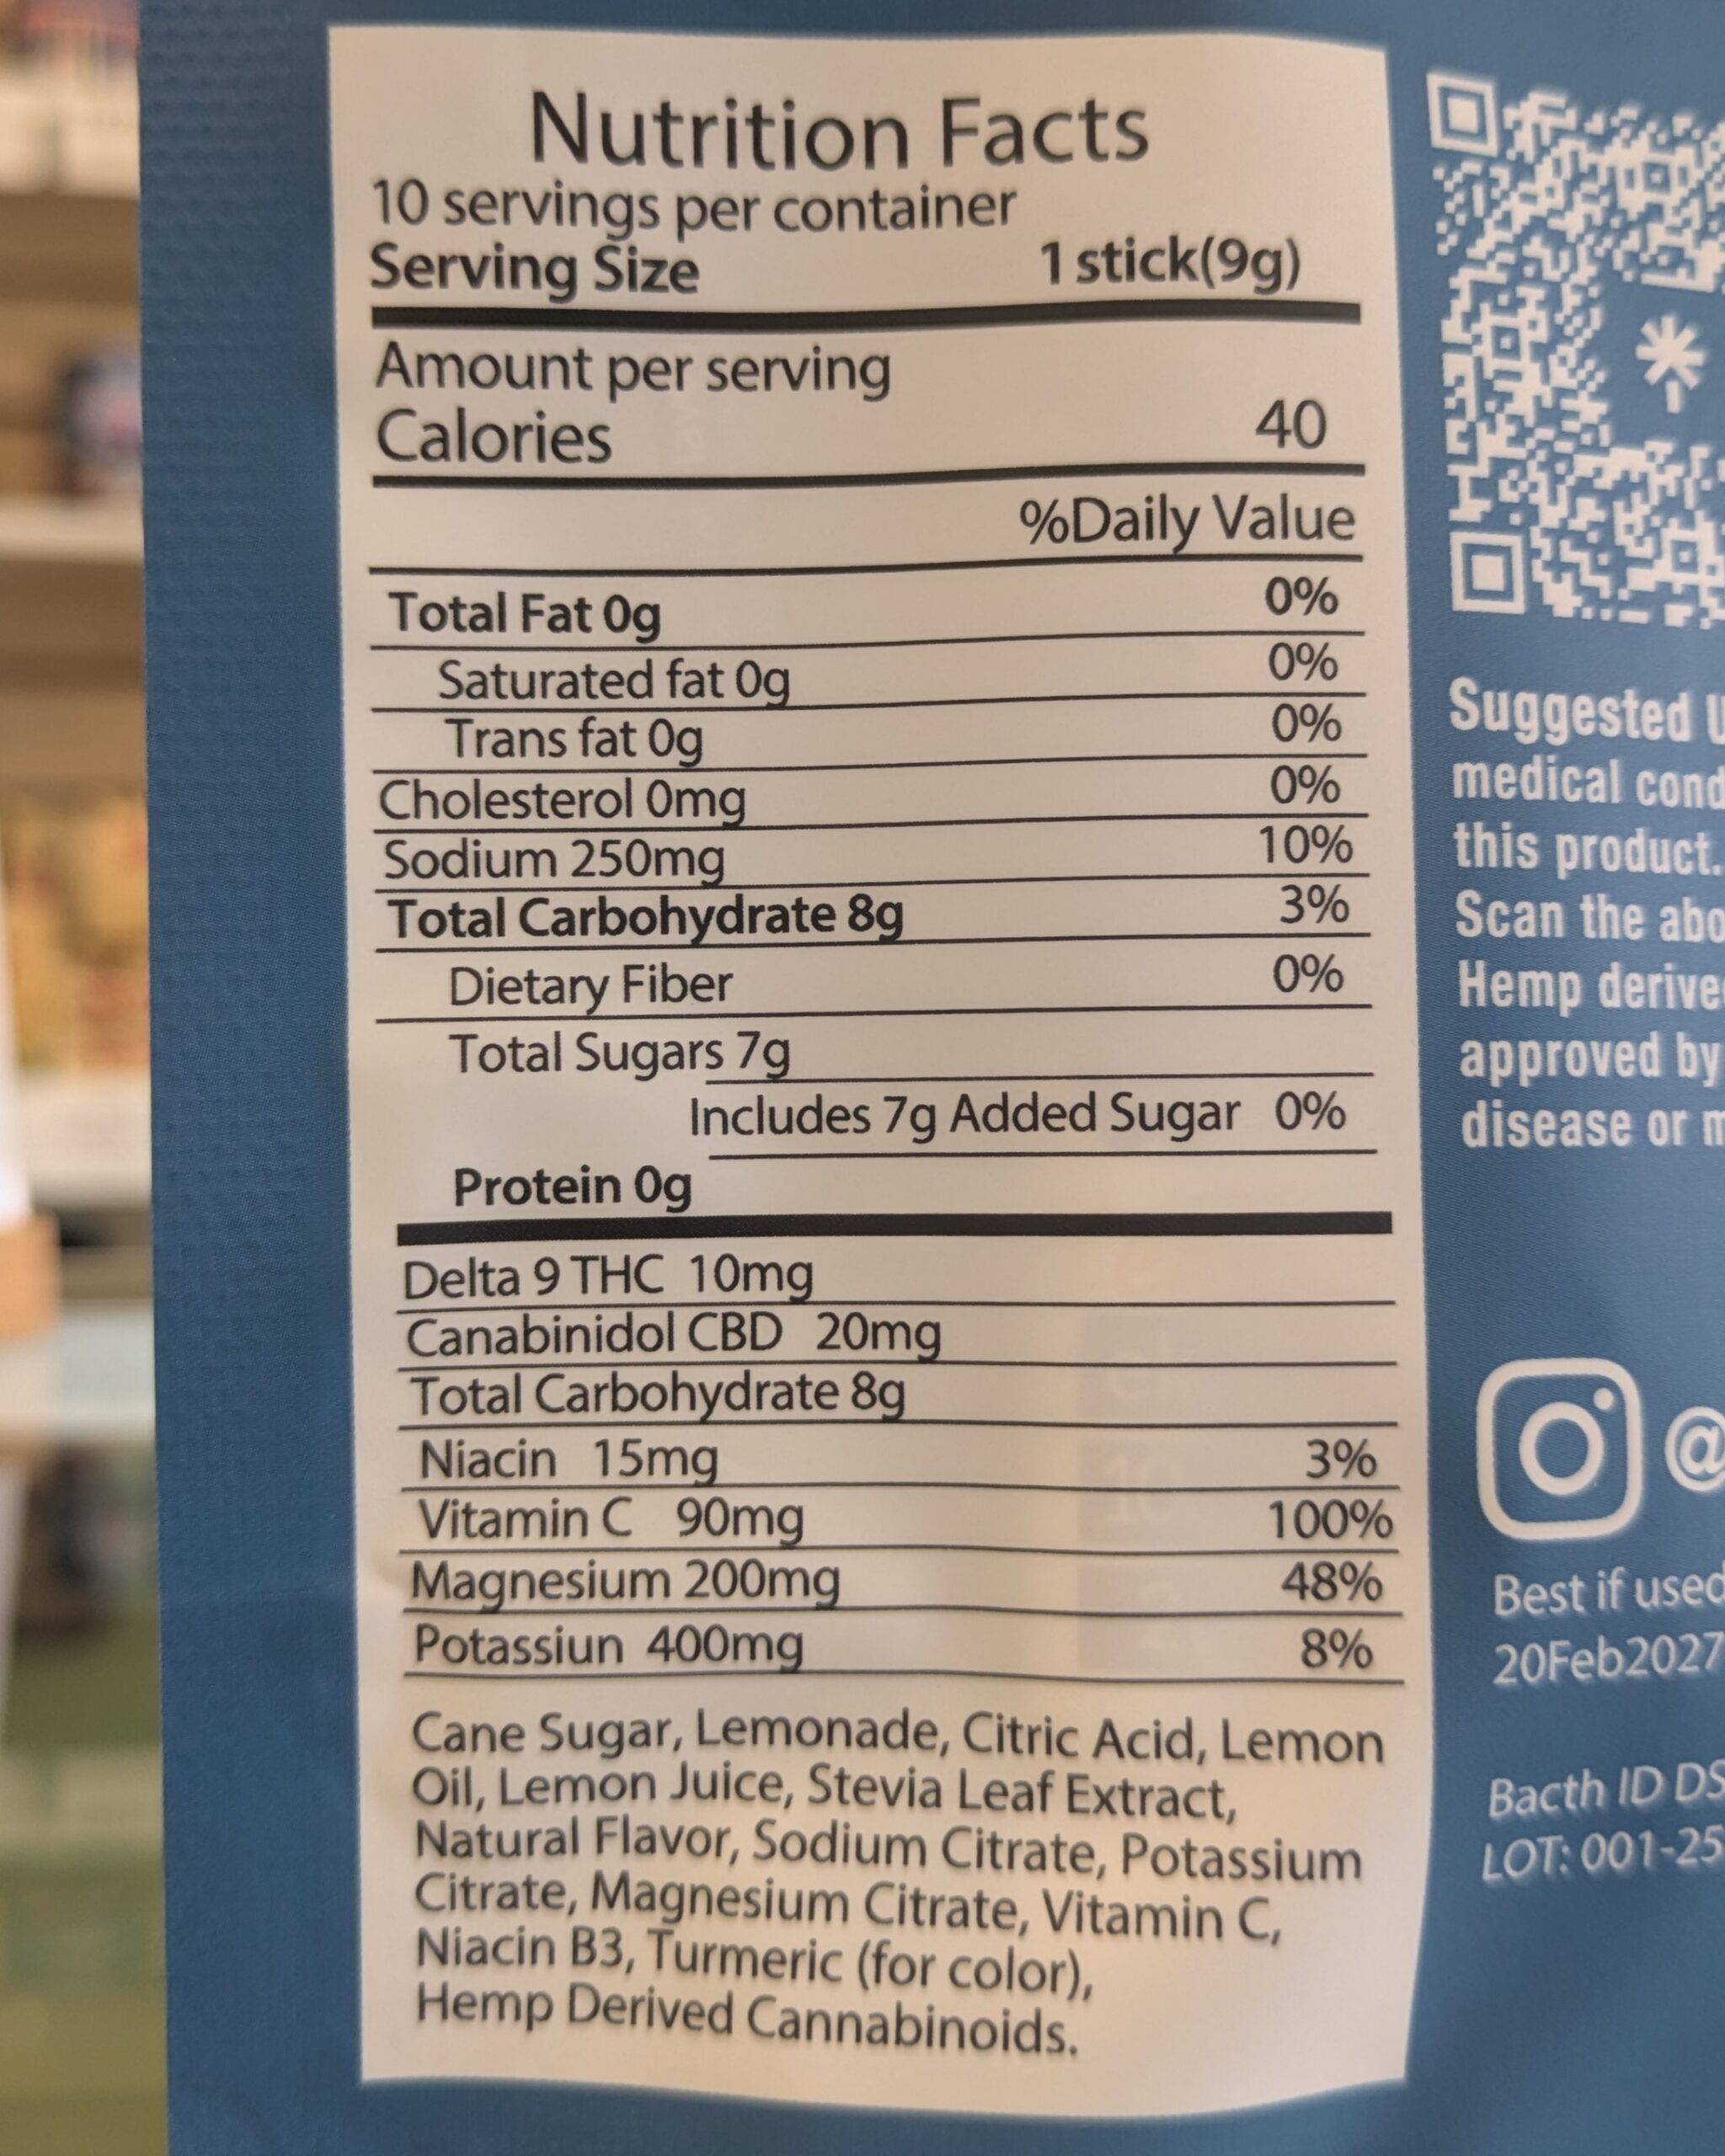 Nutrition Facts
10 servings per container
Serving Size 1 stick(9g)
Amount per serving
Calories 40
%Daily Value
Total Fat 0g 0%
Saturated fat 0g 0%
Trans fat 0g 0%
Cholesterol 0mg 0%
Sodium 250mg 10%
Total Carbohydrate 8g 3%
Dietary Fiber 0%
Total Sugars 7g
Includes 7g Added Sugar 0%
Protein 0g
Delta 9 THC 10mg
Canabinidol CBD 20mg
Total Carbohydrate 8g
Niacin 15mg 3%
Vitamin C 90mg 100%
Magnesium 200mg 48%
Potassiun 400mg 8%
Cane Sugar, Lemonade, Citric Acid, Lemon
Oil, Lemon Juice, Stevia Leaf Extract,
Natural Flavor, Sodium Citrate, Potassium
Citrate, Magnesium Citrate, Vitamin C,
Niacin B3, Turmeric (for color),
Hemp Derived Cannabinoids.
Suggested
medical
this product.
Scan the
Hemp
approved by
disease or
@
Best if used
20Feb2027
Bacth ID DS
LOT: 001-25